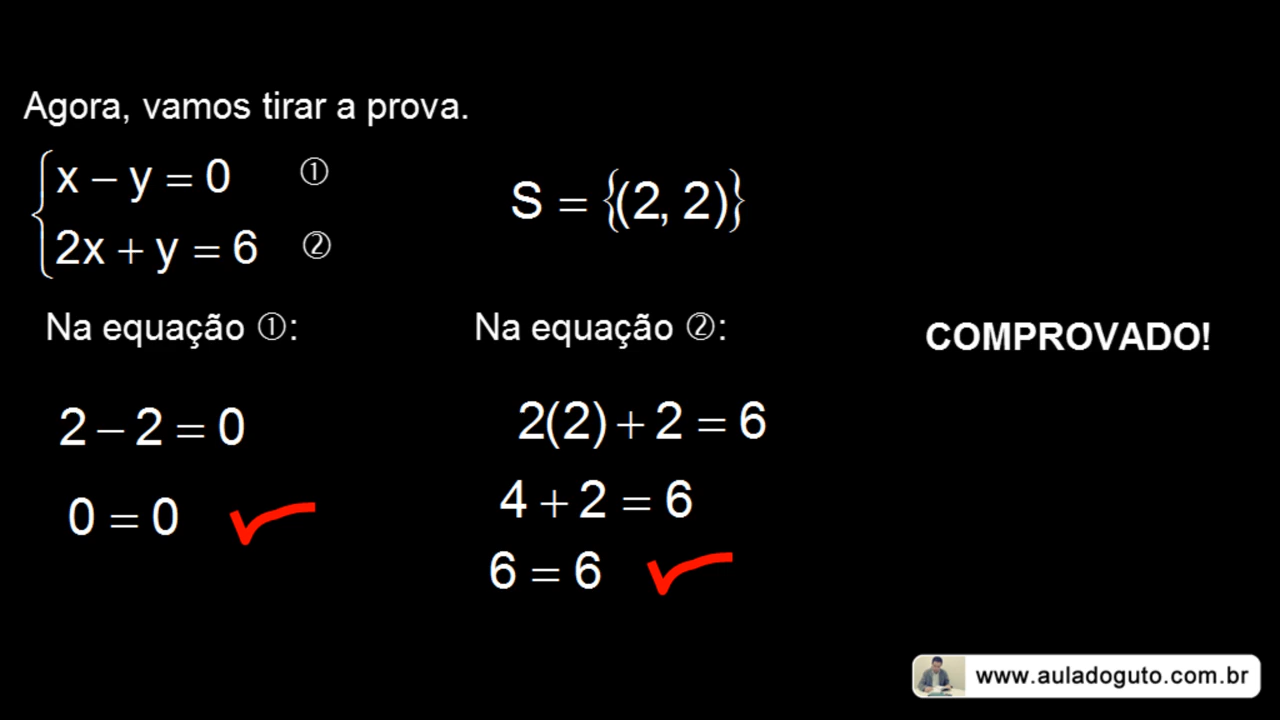 Agora, vamos tirar a prova.
x − y = 0 ①
2x + y = 6 ②
S = {(2, 2)}
Na equação ①:
2 − 2 = 0
0 = 0
Na equação ②:
2(2) + 2 = 6
4 + 2 = 6
6 = 6
COMPROVADO!
www.auladoguto.com.br